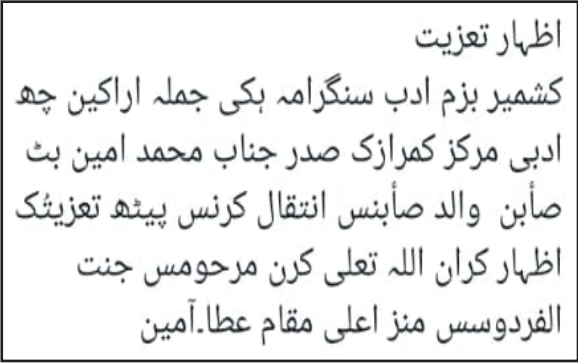 اظہار تعزیت
کشمیر بزم ادب سنگرامہ ہکی جملہ اراکین چھ
ادبی مرکز کمرازک صدر جناب محمد امین بٹ
صأبن والد صأبنس انتقال کرنس پیٹھ تعزیتُک
اظہار کران اللہ تعلی کرن مرحومس جنت
الفردوسس منز اعلی مقام عطا۔آمین